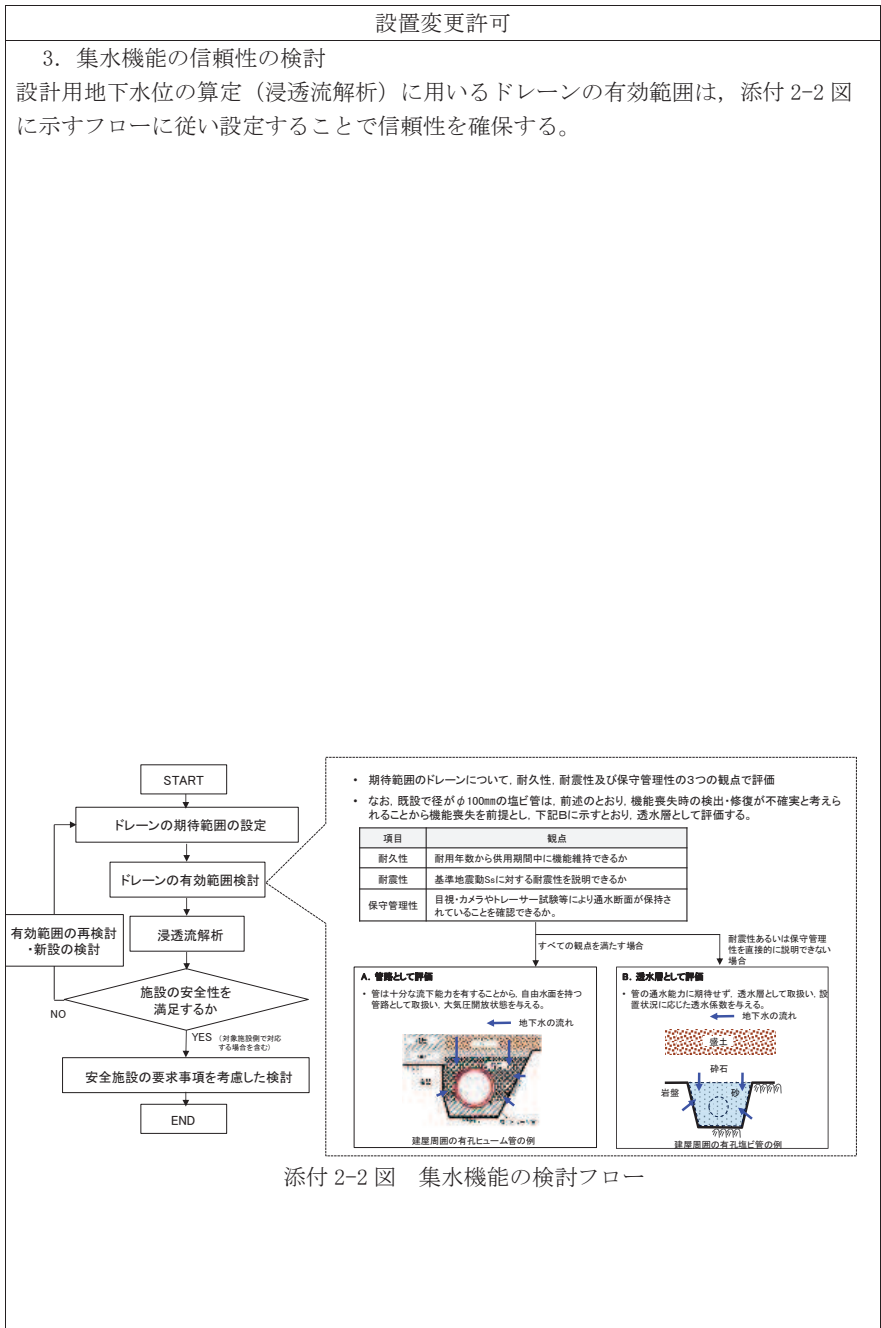 設置変更許可
3．集水機能の信頼性の検討
設計用地下水位の算定（浸透流解析）に用いるドレーンの有効範囲は，添付 2-2 図
に示すフローに従い設定することで信頼性を確保する。
START
ドレーンの期待範囲の設定
ドレーンの有効範囲検討
有効範囲の再検討
・新設の検討
浸透流解析
施設の安全性を
満足するか
NO
YES （対象施設側で対応
する場合を含む）
安全施設の要求事項を考慮した検討
END
・ 期待範囲のドレーンについて，耐久性，耐震性及び保守管理性の3つの観点で評価
・ なお，既設で径がφ100㎜の塩ビ管は，前述のとおり，機能喪失時の検出・修復が不確実と考えら
れることから機能喪失を前提とし，下記Bに示すとおり，透水層として評価する。
項目 観点
耐久性 耐用年数から供用期間中に機能維持できるか
耐震性 基準地震動Ssに対する耐震性を説明できるか
保守管理性 目視・カメラやトレーサー試験等により通水断面が保持さ
れていることを確認できるか。
すべての観点を満たす場合
耐震性あるいは保守管理
性を直接的に説明できない
場合
A．管路として評価
・ 管は十分な流下能力を有することから，自由水面を持つ
管路として取扱い，大気圧開放状態を与える。
地下水の流れ
建屋周囲の有孔ヒューム管の例
B．透水層として評価
・ 管の通水能力に期待せず，透水層として取扱い，設
置状況に応じた透水係数を与える。
地下水の流れ
盛土
砕石
岩盤
砂
建屋周囲の有孔塩ビ管の例
添付 2-2 図　集水機能の検討フロー